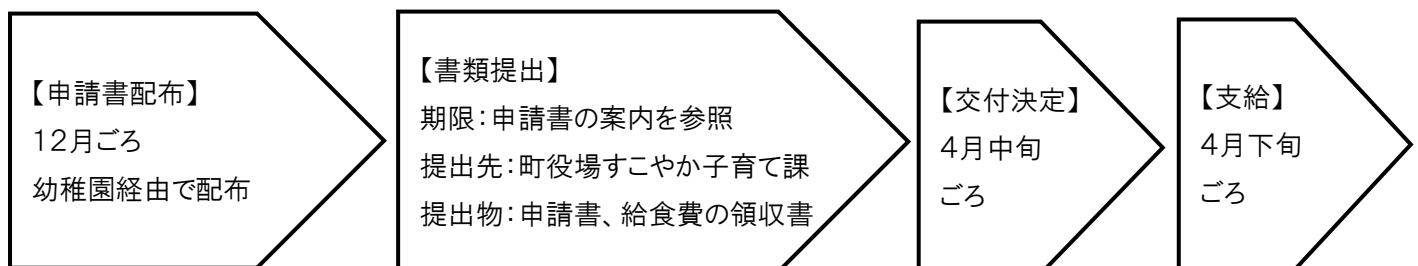 【申請書配布】
12月ごろ
幼稚園経由で配布
【書類提出】
期限：申請書の案内を参照
提出先：町役場すこやか子育て課
提出物：申請書、給食費の領収書
【交付決定】
4月中旬
ごろ
【支給】
4月下旬
ごろ